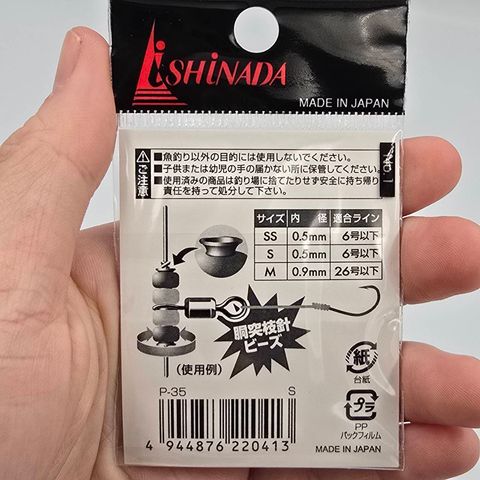 ISHINADA
MADE IN JAPAN
ご注意
■魚釣り以外の目的には使用しないでください。
■子供または幼児の手の届かない所に保管してください。
■使用済みの商品は釣り場に捨てたりせず安全に持ち帰り
責任を持って処分して下さい。
サイズ 内 径 適合ライン
SS 0.5mm 6号以下
S 0.5mm 6号以下
M 0.9mm 26号以下
胴突枝針
ビーズ
(使用例)
紙
台紙
プラ
PP
パックフィルム
P-35 S
4 944876 220413
MADE IN JAPAN